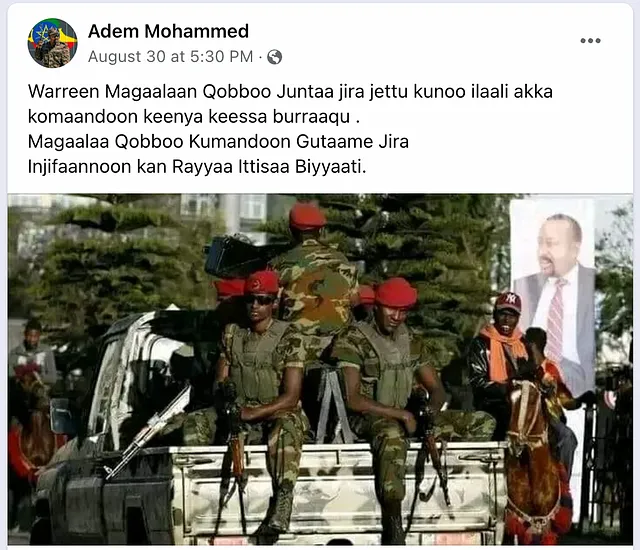 Adem Mohammed
August 30 at 5:30 PM ·
Warreen Magaalaan Qobboo Juntaa jira jettu kunoo ilaali akka
komaandoon keenya keessa burraaqu .
Magaalaa Qobboo Kumandoon Gutaame Jira
Injifaannoon kan Rayyaa Ittisaa Biyyaati.
NY